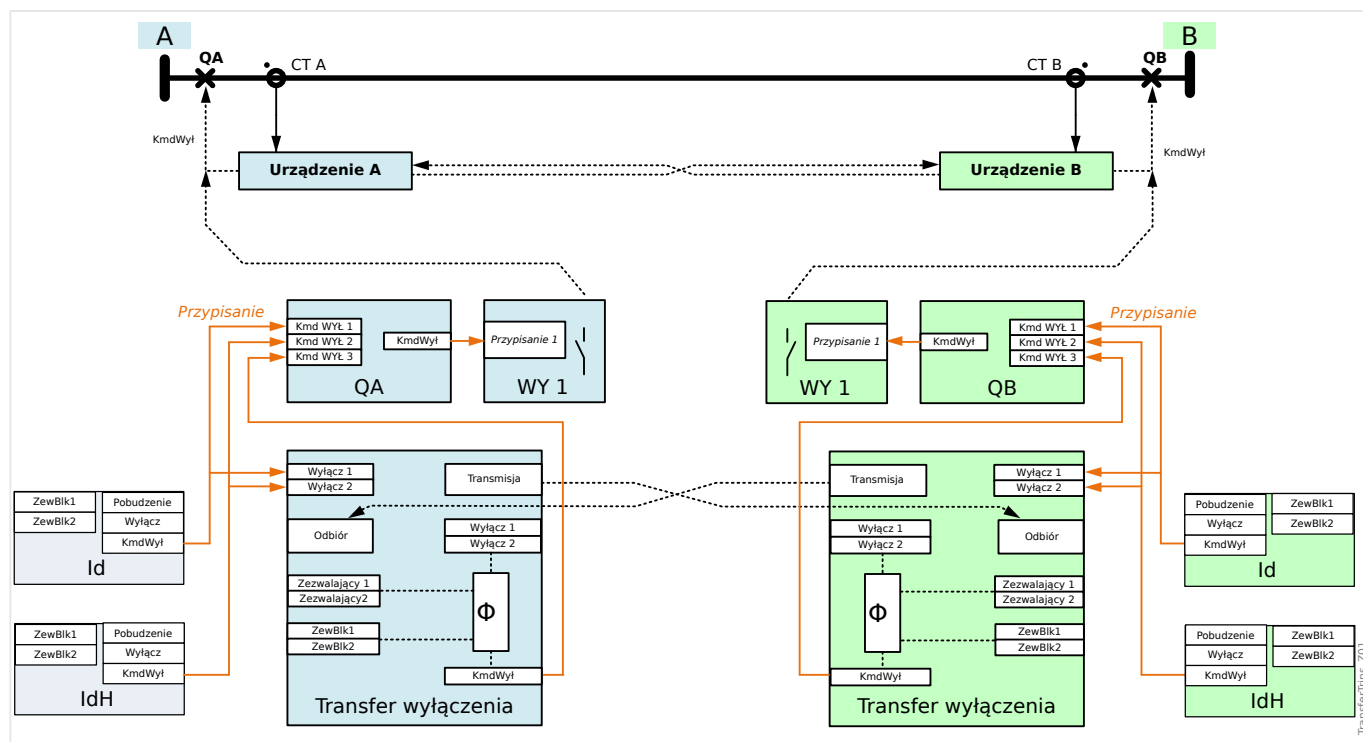 A
B
QA
CT A
CT B
QB
KmdWył
KmdWył
Urządzenie A
Urządzenie B
Przypisanie
Kmd WYŁ 1
Kmd WYŁ 2
Kmd WYŁ 3
KmdWył
QA
Przypisanie 1
WY 1
Przypisanie 1
WY 1
KmdWył
Kmd WYŁ 1
Kmd WYŁ 2
Kmd WYŁ 3
QB
Przypisanie
ZewBlk1
ZewBlk2
Pobudzenie
Wyłącz
KmdWył
Id
ZewBlk1
ZewBlk2
Pobudzenie
Wyłącz
KmdWył
IdH
Wyłącz 1
Wyłącz 2
Transmisja
Odbiór
Wyłącz 1
Wyłącz 2
Zezwalający 1
Zezwalający2
Φ
ZewBlk1
ZewBlk2
KmdWył
Transfer wyłączenia
Transmisja
Wyłącz 1
Wyłącz 2
Wyłącz 1
Wyłącz 2
Odbiór
Φ
Zezwalający 1
Zezwalający 2
ZewBlk1
ZewBlk2
KmdWył
Transfer wyłączenia
Pobudzenie
Wyłącz
KmdWył
ZewBlk1
ZewBlk2
Id
Pobudzenie
Wyłącz
KmdWył
ZewBlk1
ZewBlk2
IdH
TransferTrips_Z01